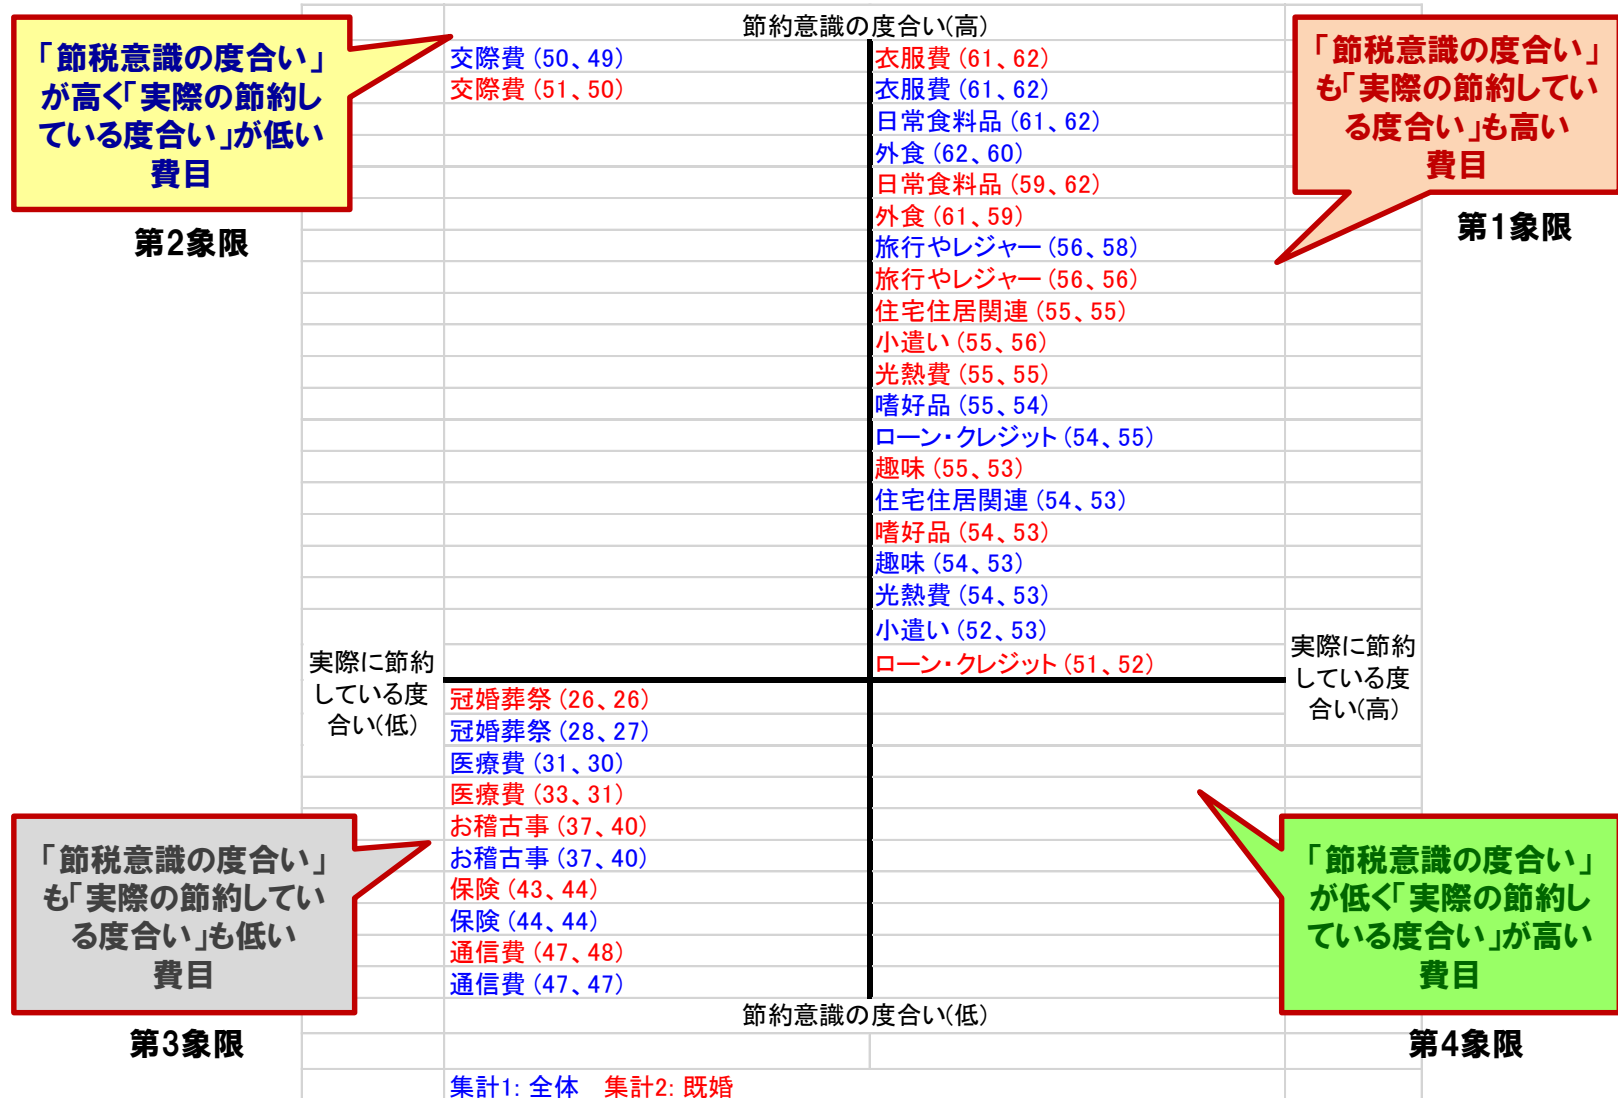 節約意識の度合い(高)
「節税意識の度合い」
が高く「実際の節約し
ている度合い」が低い
費目
第2象限
交際費 (50、49)
交際費 (51、50)
衣服費 (61、62)
衣服費 (61、62)
日常食料品 (61、62)
外食 (62、60)
日常食料品 (59、62)
外食 (61、59)
旅行やレジャー (56、58)
旅行やレジャー (56、56)
住宅住居関連 (55、55)
小遣い (55、56)
光熱費 (55、55)
嗜好品 (55、54)
ローン・クレジット (54、55)
趣味 (55、53)
住宅住居関連 (54、53)
嗜好品 (54、53)
趣味 (54、53)
光熱費 (54、53)
小遣い (52、53)
ローン・クレジット (51、52)
「節税意識の度合い」
も「実際の節約してい
る度合い」も高い
費目
第1象限
実際に節約
している度
合い(低)
実際に節約
している度
合い(高)
冠婚葬祭 (26、26)
冠婚葬祭 (28、27)
医療費 (31、30)
医療費 (33、31)
お稽古事 (37、40)
お稽古事 (37、40)
保険 (43、44)
保険 (44、44)
通信費 (47、48)
通信費 (47、47)
「節税意識の度合い」
も「実際の節約してい
る度合い」も低い
費目
第3象限
「節税意識の度合い」
が低く「実際の節約し
ている度合い」が高い
費目
第4象限
節約意識の度合い(低)
集計1: 全体 集計2: 既婚